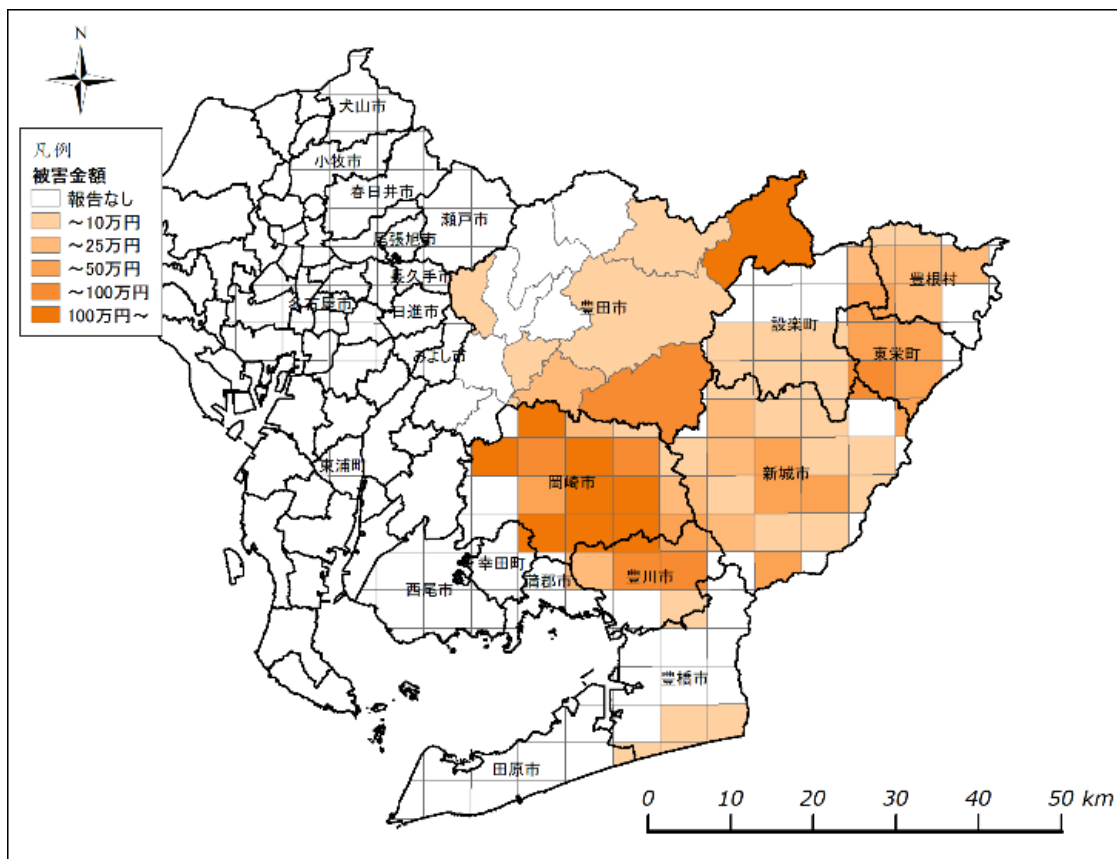 N
犬山市
凡例
被害金額
報告なし
～10万円
～25万円
～50万円
～100万円
100万円～
小牧市
春日井市
瀬戸市
尾張旭市
長久手市
名古屋市
日進市
みよし市
豊田市
設楽町
豊根村
東栄町
東浦町
岡崎市
新城市
幸田町
西尾市
蒲郡市
豊川市
豊橋市
田原市
0 10 20 30 40 50 km